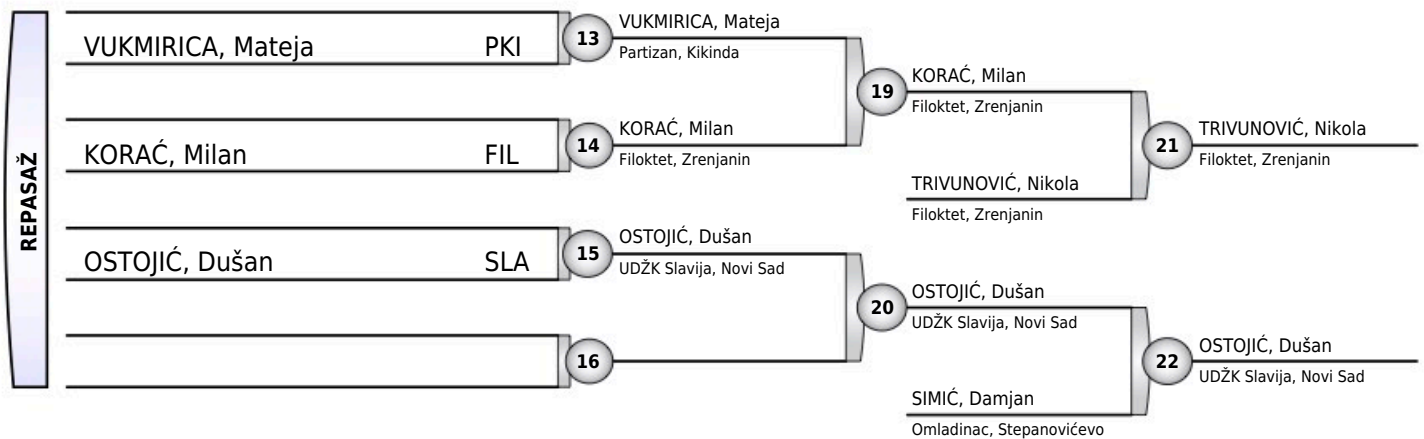 REPASAŽ
VUKMIRICA, Mateja PKI
KORAĆ, Milan FIL
OSTOJIĆ, Dušan SLA
13
VUKMIRICA, Mateja
Partizan, Kikinda
14
KORAĆ, Milan
Filoktet, Zrenjanin
15
OSTOJIĆ, Dušan
UDŽK Slavija, Novi Sad
16
19
KORAĆ, Milan
Filoktet, Zrenjanin
TRIVUNOVIĆ, Nikola
Filoktet, Zrenjanin
20
OSTOJIĆ, Dušan
UDŽK Slavija, Novi Sad
SIMIĆ, Damjan
Omladinac, Stepanovićevo
21
TRIVUNOVIĆ, Nikola
Filoktet, Zrenjanin
22
OSTOJIĆ, Dušan
UDŽK Slavija, Novi Sad